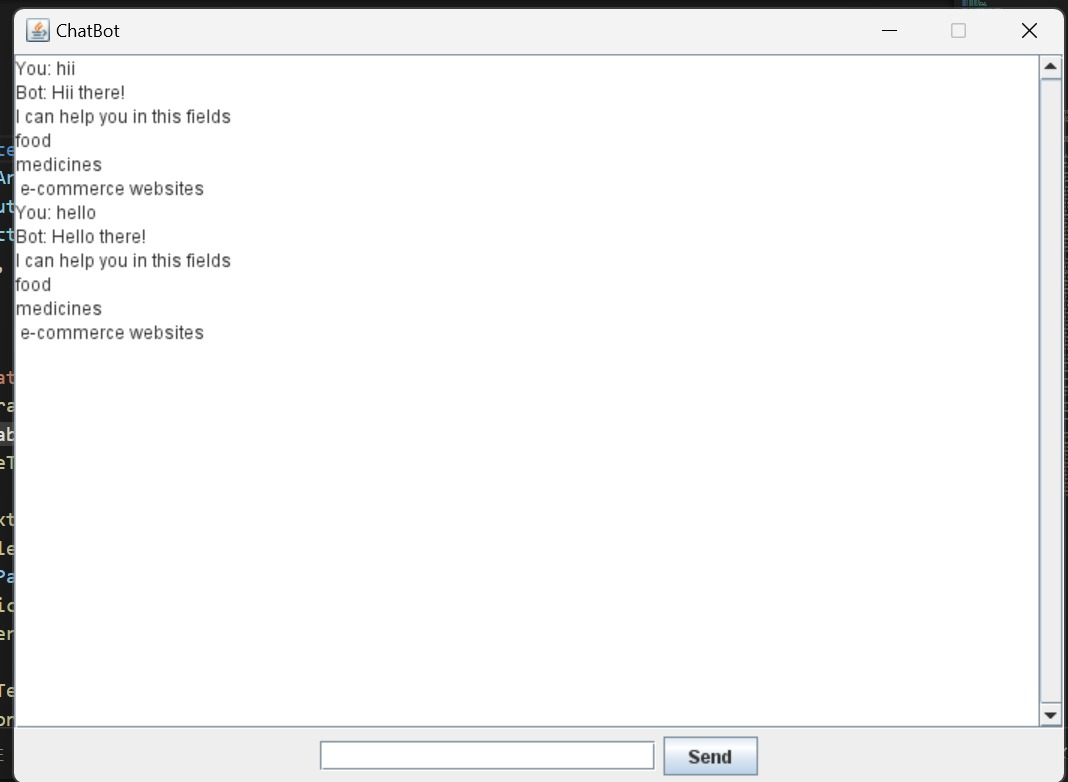 ChatBot
You: hii
Bot: Hii there!
I can help you in this fields
food
medicines
e-commerce websites
You: hello
Bot: Hello there!
I can help you in this fields
food
medicines
e-commerce websites
Send